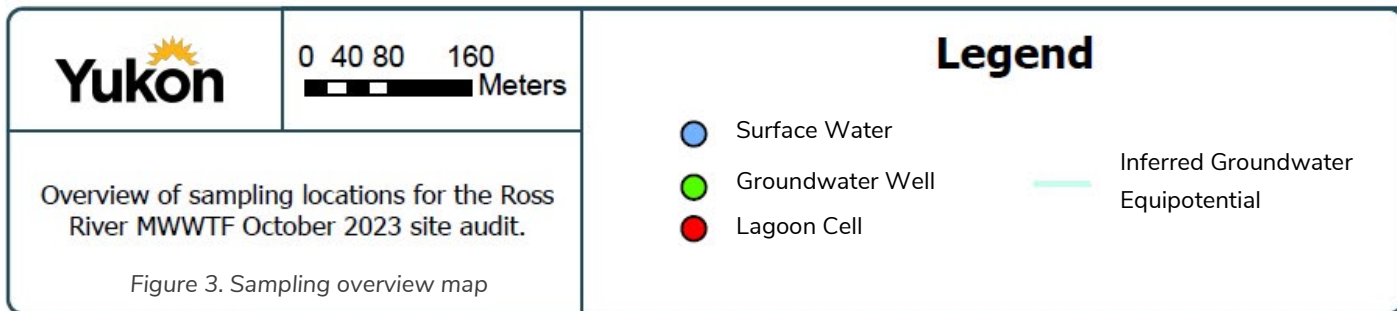 Yukon
0 40 80 160
Meters
Overview of sampling locations for the Ross
River MWWTF October 2023 site audit.
Figure 3. Sampling overview map
Legend
Surface Water
Groundwater Well
Lagoon Cell
Inferred Groundwater
Equipotential